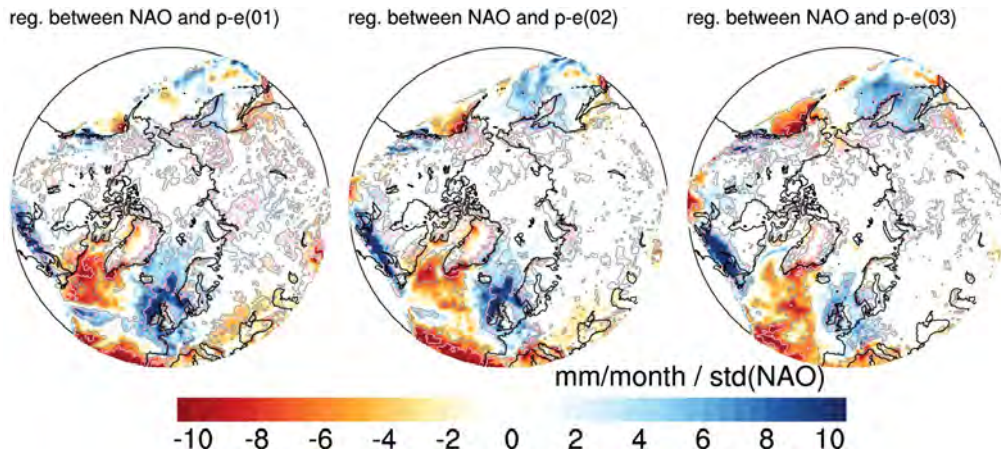 reg. between NAO and p-e(01)
reg. between NAO and p-e(02)
reg. between NAO and p-e(03)
mm/month / std(NAO)
-10 -8 -6 -4 -2 0 2 4 6 8 10